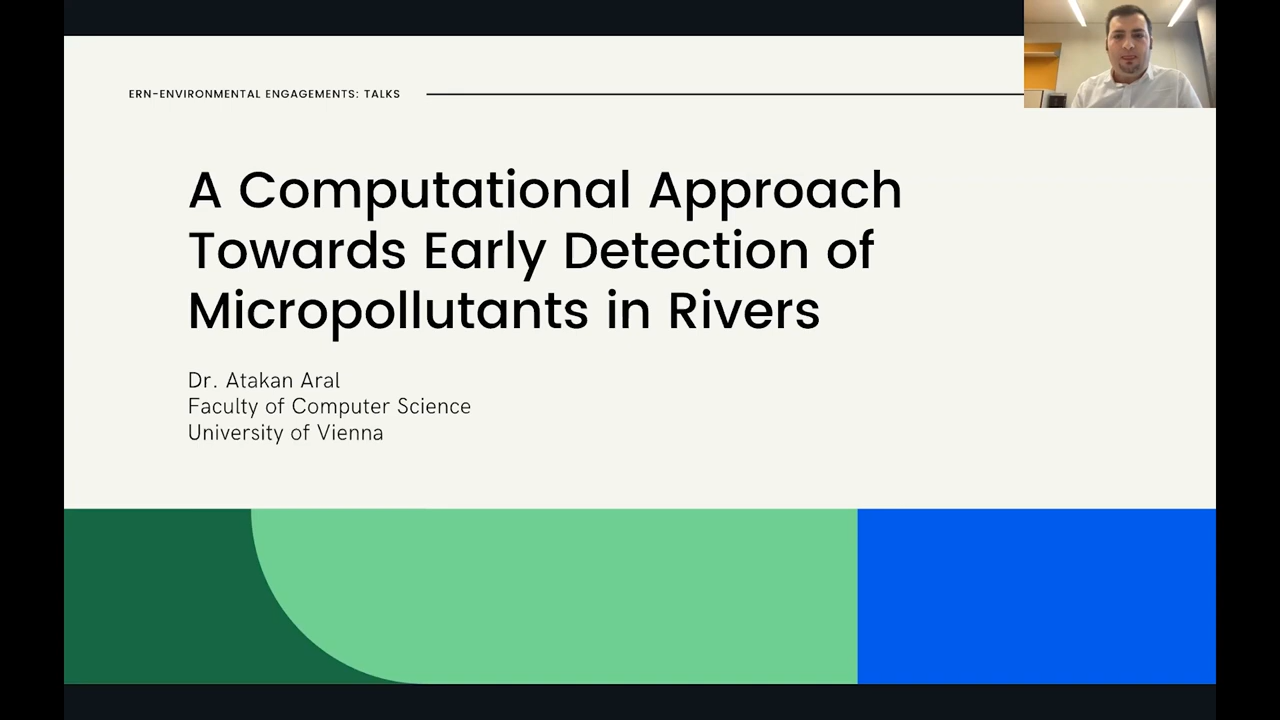 ERN-ENVIRONMENTAL ENGAGEMENTS: TALKS
A Computational Approach
Towards Early Detection of
Micropollutants in Rivers
Dr. Atakan Aral
Faculty of Computer Science
University of Vienna